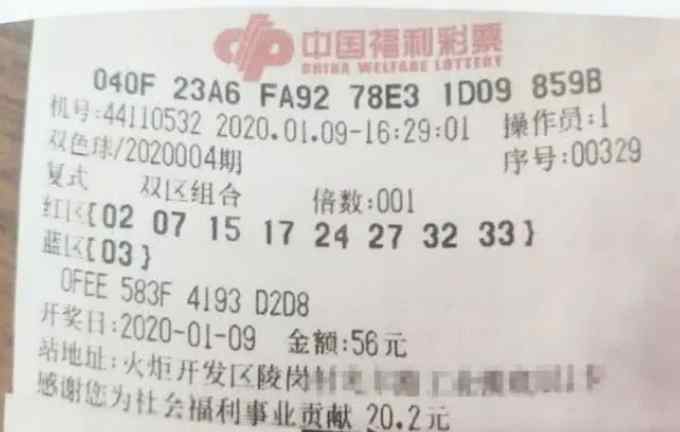 中国福利彩票
CHINA WELFARE LOTTERY
040F 23A6 FA92 78E3 1D09 859B
机号:44110532 2020.01.09-16:29:01 操作员:1
双色球/2020004期 序号:00329
复式 双区组合 倍数:001
红区{02 07 15 17 24 27 32 33}
蓝区{03}
0FEE 583F 4193 D2D8
开奖日:2020-01-09 金额:56元
站地址:火炬开发区陵岗
感谢您为社会福利事业贡献 20.2元